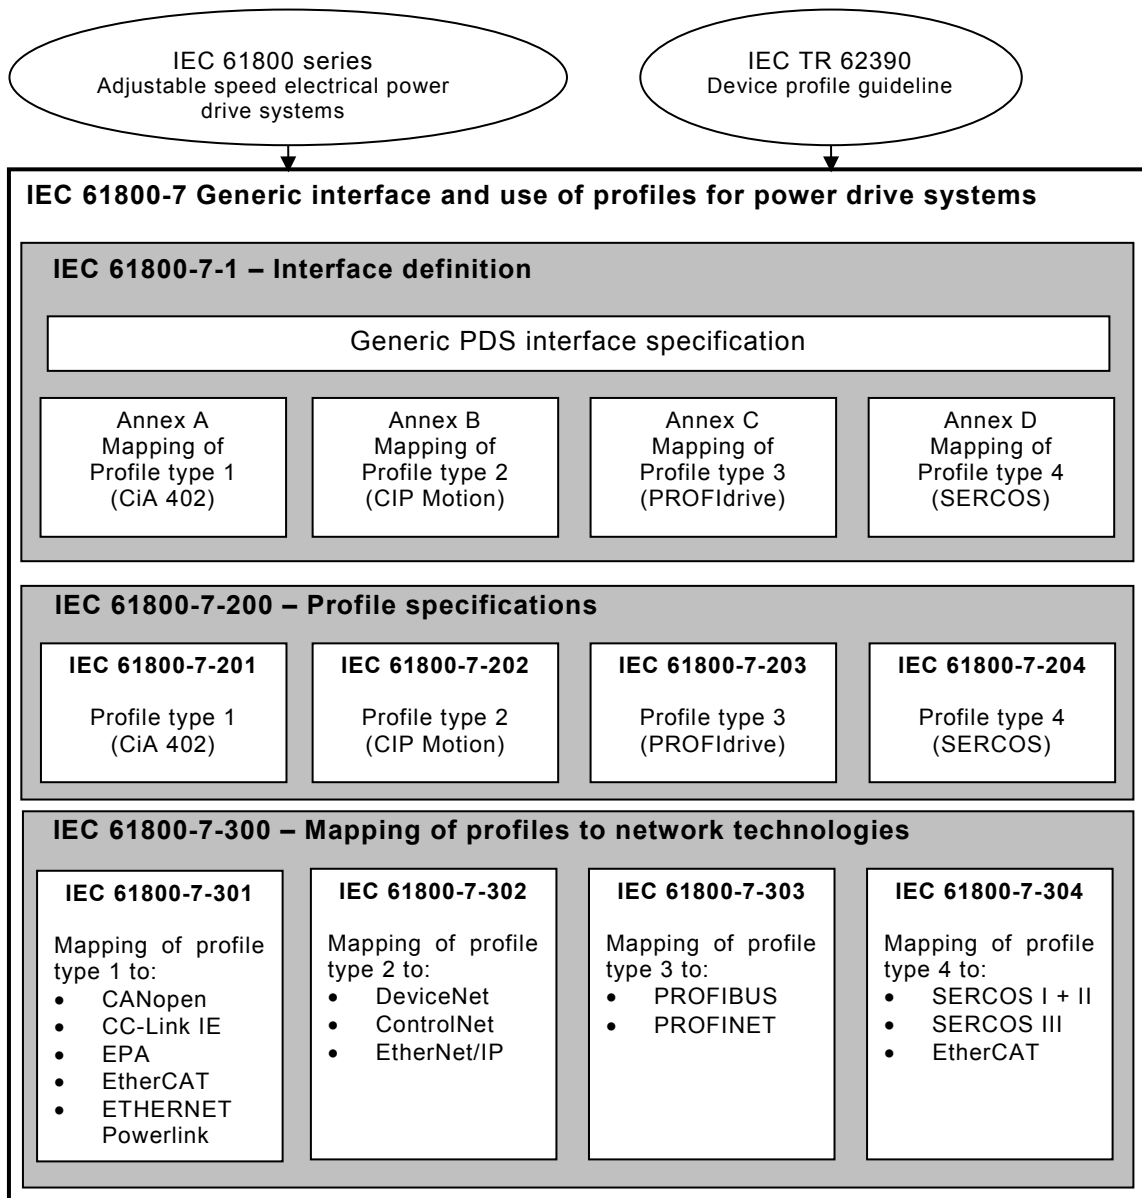 IEC 61800 series
Adjustable speed electrical power
drive systems
IEC TR 62390
Device profile guideline
IEC 61800-7 Generic interface and use of profiles for power drive systems
IEC 61800-7-1 – Interface definition
Generic PDS interface specification
Annex A
Mapping of
Profile type 1
(CiA 402)
Annex B
Mapping of
Profile type 2
(CIP Motion)
Annex C
Mapping of
Profile type 3
(PROFIdrive)
Annex D
Mapping of
Profile type 4
(SERCOS)
IEC 61800-7-200 – Profile specifications
IEC 61800-7-201
Profile type 1
(CiA 402)
IEC 61800-7-202
Profile type 2
(CIP Motion)
IEC 61800-7-203
Profile type 3
(PROFIdrive)
IEC 61800-7-204
Profile type 4
(SERCOS)
IEC 61800-7-300 – Mapping of profiles to network technologies
IEC 61800-7-301
Mapping of profile
type 1 to:
• CANopen
• CC-Link IE
• EPA
• EtherCAT
• ETHERNET
Powerlink
IEC 61800-7-302
Mapping of profile
type 2 to:
• DeviceNet
• ControlNet
• EtherNet/IP
IEC 61800-7-303
Mapping of profile
type 3 to:
• PROFIBUS
• PROFINET
IEC 61800-7-304
Mapping of profile
type 4 to:
• SERCOS I + II
• SERCOS III
• EtherCAT